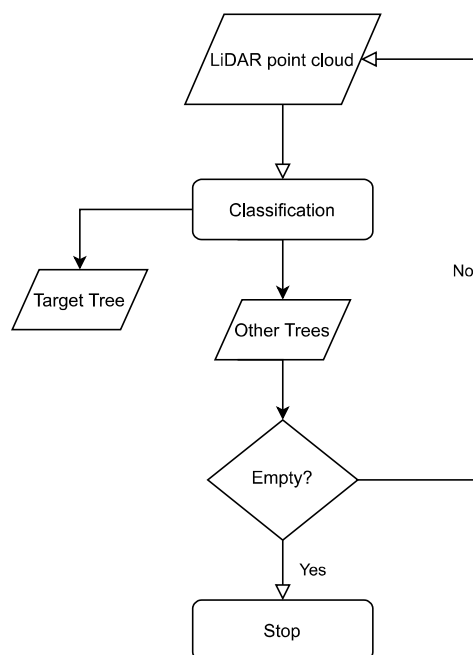 LiDAR point cloud
Classification
Target Tree
No
Other Trees
Empty?
Yes
Stop